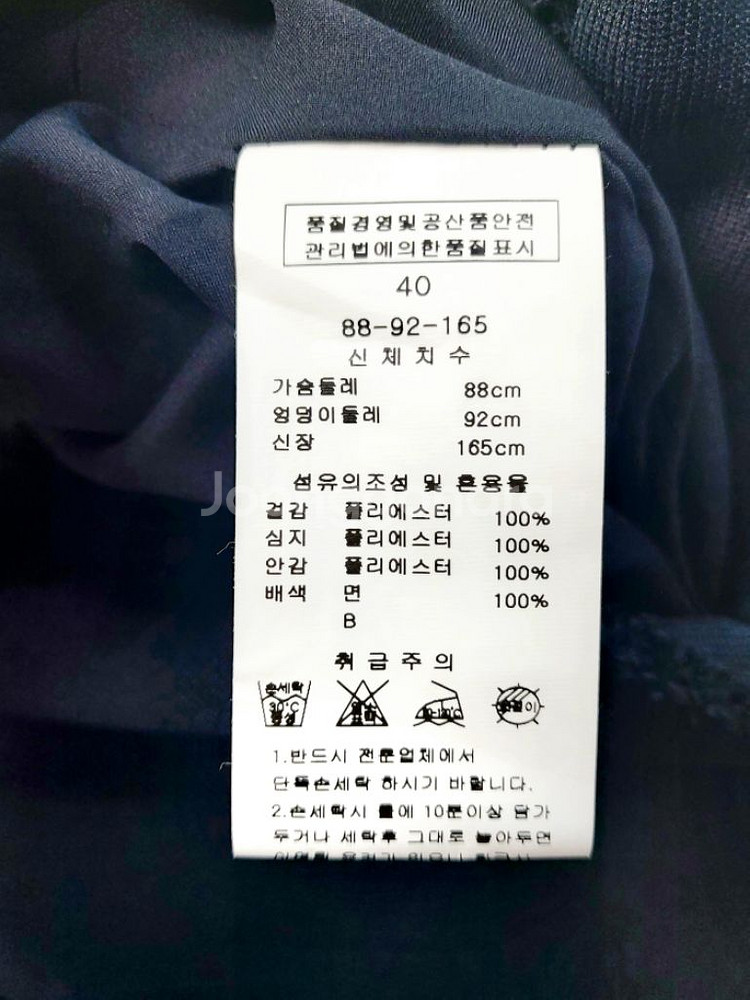 품질경영및공산품안전
관리법에의한품질표시
40
88-92-165
신 체 치 수
가슴둘레 88cm
엉덩이둘레 92cm
신장 165cm
섬유의조성 및 혼용율
겉감 폴리에스터 100%
심지 폴리에스터 100%
안감 폴리에스터 100%
배색 면 100%
B
취 급 주 의
손세탁 30℃ 중성
1.반드시 전문업체에서
단독손세탁 하시기 바랍니다.
2.손세탁시 물에 10분이상 담가
두거나 세탁후 그대로 놓아두면